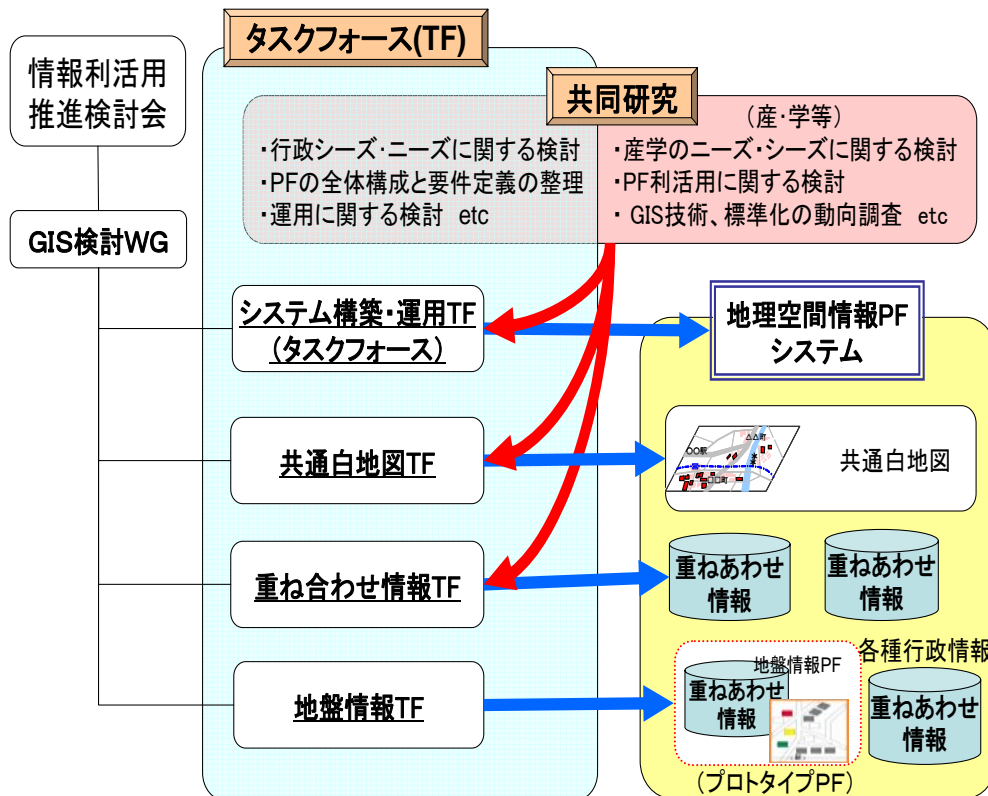 タスクフォース(TF)
情報利活用
推進検討会
GIS検討WG
共同研究
・行政シーズ・ニーズに関する検討
・PFの全体構成と要件定義の整理
・運用に関する検討 etc
(産・学等)
・産学のニーズ・シーズに関する検討
・PF利活用に関する検討
・ GIS技術、標準化の動向調査 etc
システム構築・運用TF
(タスクフォース)
地理空間情報PF
システム
共通白地図TF
〇〇駅
△△町
口口町
共通白地図
重ね合わせ情報TF
重ねあわせ
情報
重ねあわせ
情報
各種行政情報
地盤情報TF
地盤情報PF
重ねあわせ
情報
重ねあわせ
情報
(プロトタイプPF)